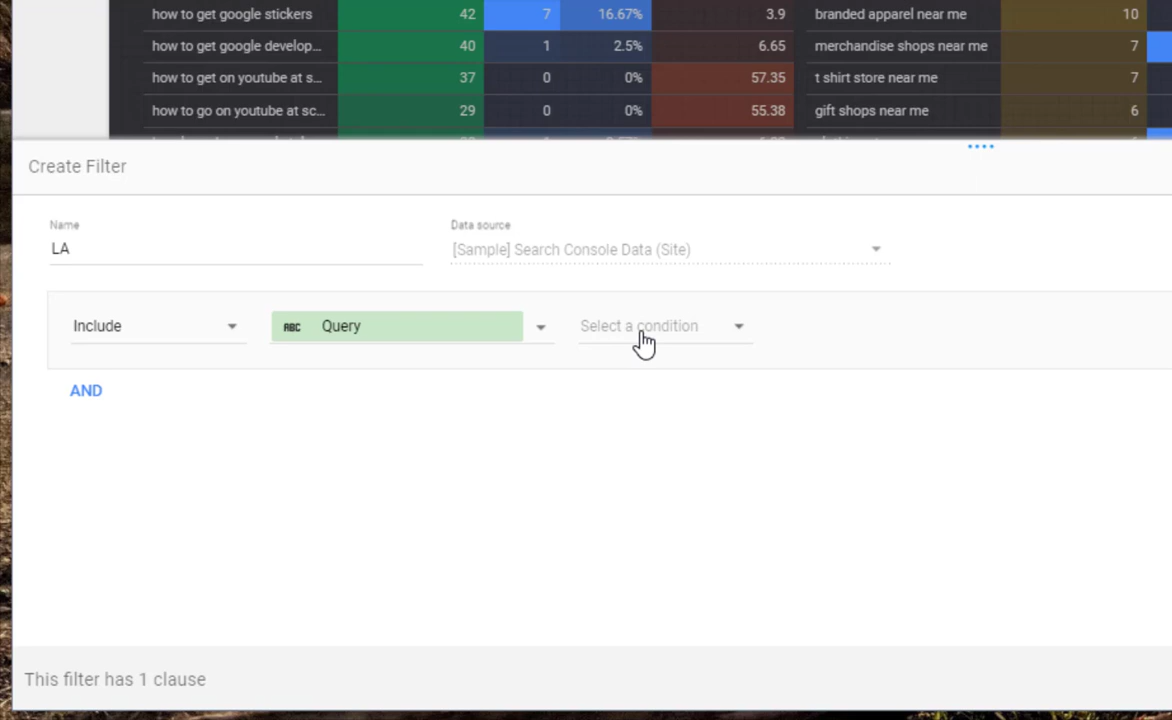 how to get google stickers 42 7 16.67% 3.9 branded apparel near me 10
how to get google develop... 40 1 2.5% 6.65 merchandise shops near me 7
how to get on youtube at s... 37 0 0% 57.35 t shirt store near me 7
how to go on youtube at sc... 29 0 0% 55.38 gift shops near me 6
Create Filter
Name
LA
Data source
[Sample] Search Console Data (Site)
Include ABC Query Select a condition
AND
This filter has 1 clause